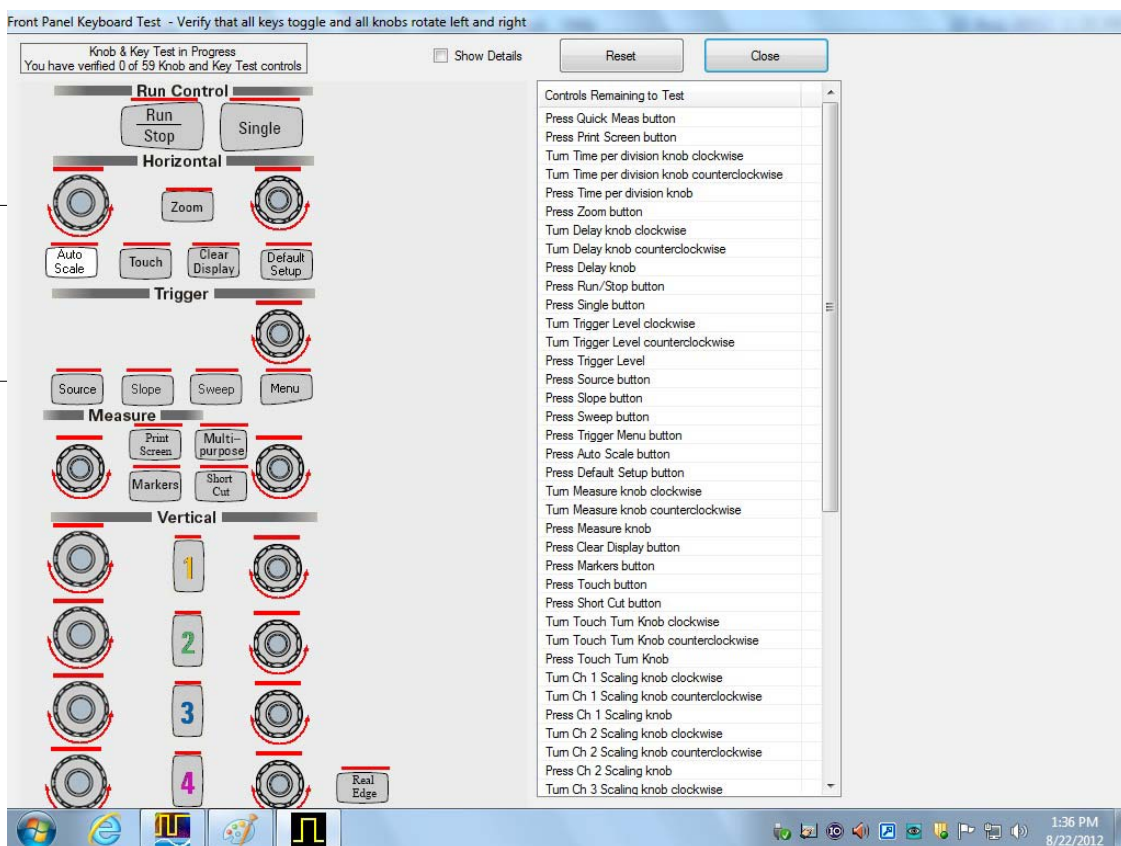 Front Panel Keyboard Test - Verify that all keys toggle and all knobs rotate left and right
Knob & Key Test in Progress
You have verified 0 of 59 Knob and Key Test controls
Show Details
Reset
Close
Run Control
Run
Stop
Single
Horizontal
Zoom
Auto
Scale
Touch
Clear
Display
Default
Setup
Trigger
Source
Slope
Sweep
Menu
Measure
Print
Screen
Multi-
purpose
Markers
Short
Cut
Vertical
1
2
3
4
Real
Edge
Controls Remaining to Test
Press Quick Meas button
Press Print Screen button
Turn Time per division knob clockwise
Turn Time per division knob counterclockwise
Press Time per division knob
Press Zoom button
Turn Delay knob clockwise
Turn Delay knob counterclockwise
Press Delay knob
Press Run/Stop button
Press Single button
Turn Trigger Level clockwise
Turn Trigger Level counterclockwise
Press Trigger Level
Press Source button
Press Slope button
Press Sweep button
Press Trigger Menu button
Press Auto Scale button
Press Default Setup button
Turn Measure knob clockwise
Turn Measure knob counterclockwise
Press Measure knob
Press Clear Display button
Press Markers button
Press Touch button
Press Short Cut button
Turn Touch Turn Knob clockwise
Turn Touch Turn Knob counterclockwise
Press Touch Turn Knob
Turn Ch 1 Scaling knob clockwise
Turn Ch 1 Scaling knob counterclockwise
Press Ch 1 Scaling knob
Turn Ch 2 Scaling knob clockwise
Turn Ch 2 Scaling knob counterclockwise
Press Ch 2 Scaling knob
Turn Ch 3 Scaling knob clockwise
1:36 PM
8/22/2012